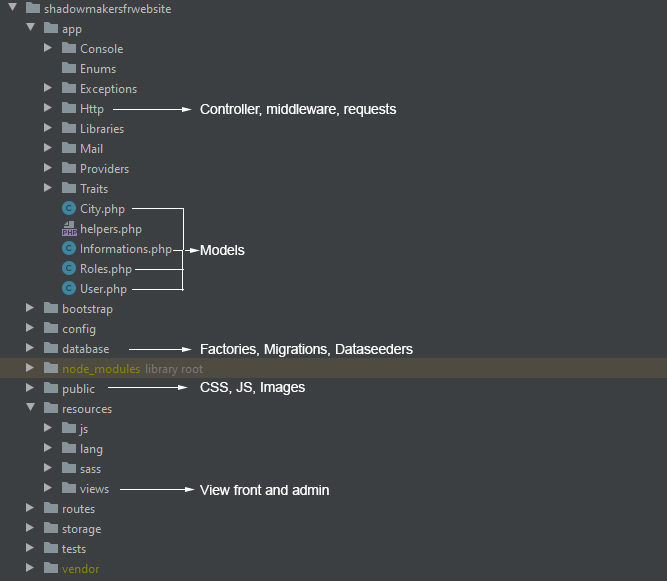 shadowmakersfrwebsite
app
Console
Enums
Exceptions
Http Controller, middleware, requests
Libraries
Mail
Providers
Traits
City.php
helpers.php
Informations.php Models
Roles.php
User.php
bootstrap
config
database Factories, Migrations, Dataseeders
node_modules library root
public CSS, JS, Images
resources
js
lang
sass
views View front and admin
routes
storage
tests
vendor